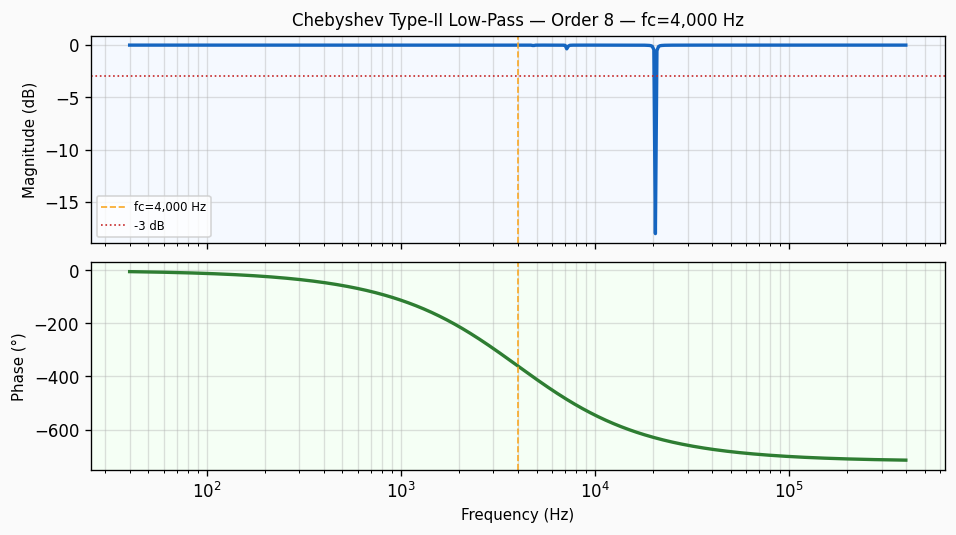 Chebyshev Type-II Low-Pass — Order 8 — fc=4,000 Hz
Magnitude (dB)
0
−5
−10
−15
fc=4,000 Hz
-3 dB
Phase (°)
0
−200
−400
−600
10²
10³
10⁴
10⁵
Frequency (Hz)